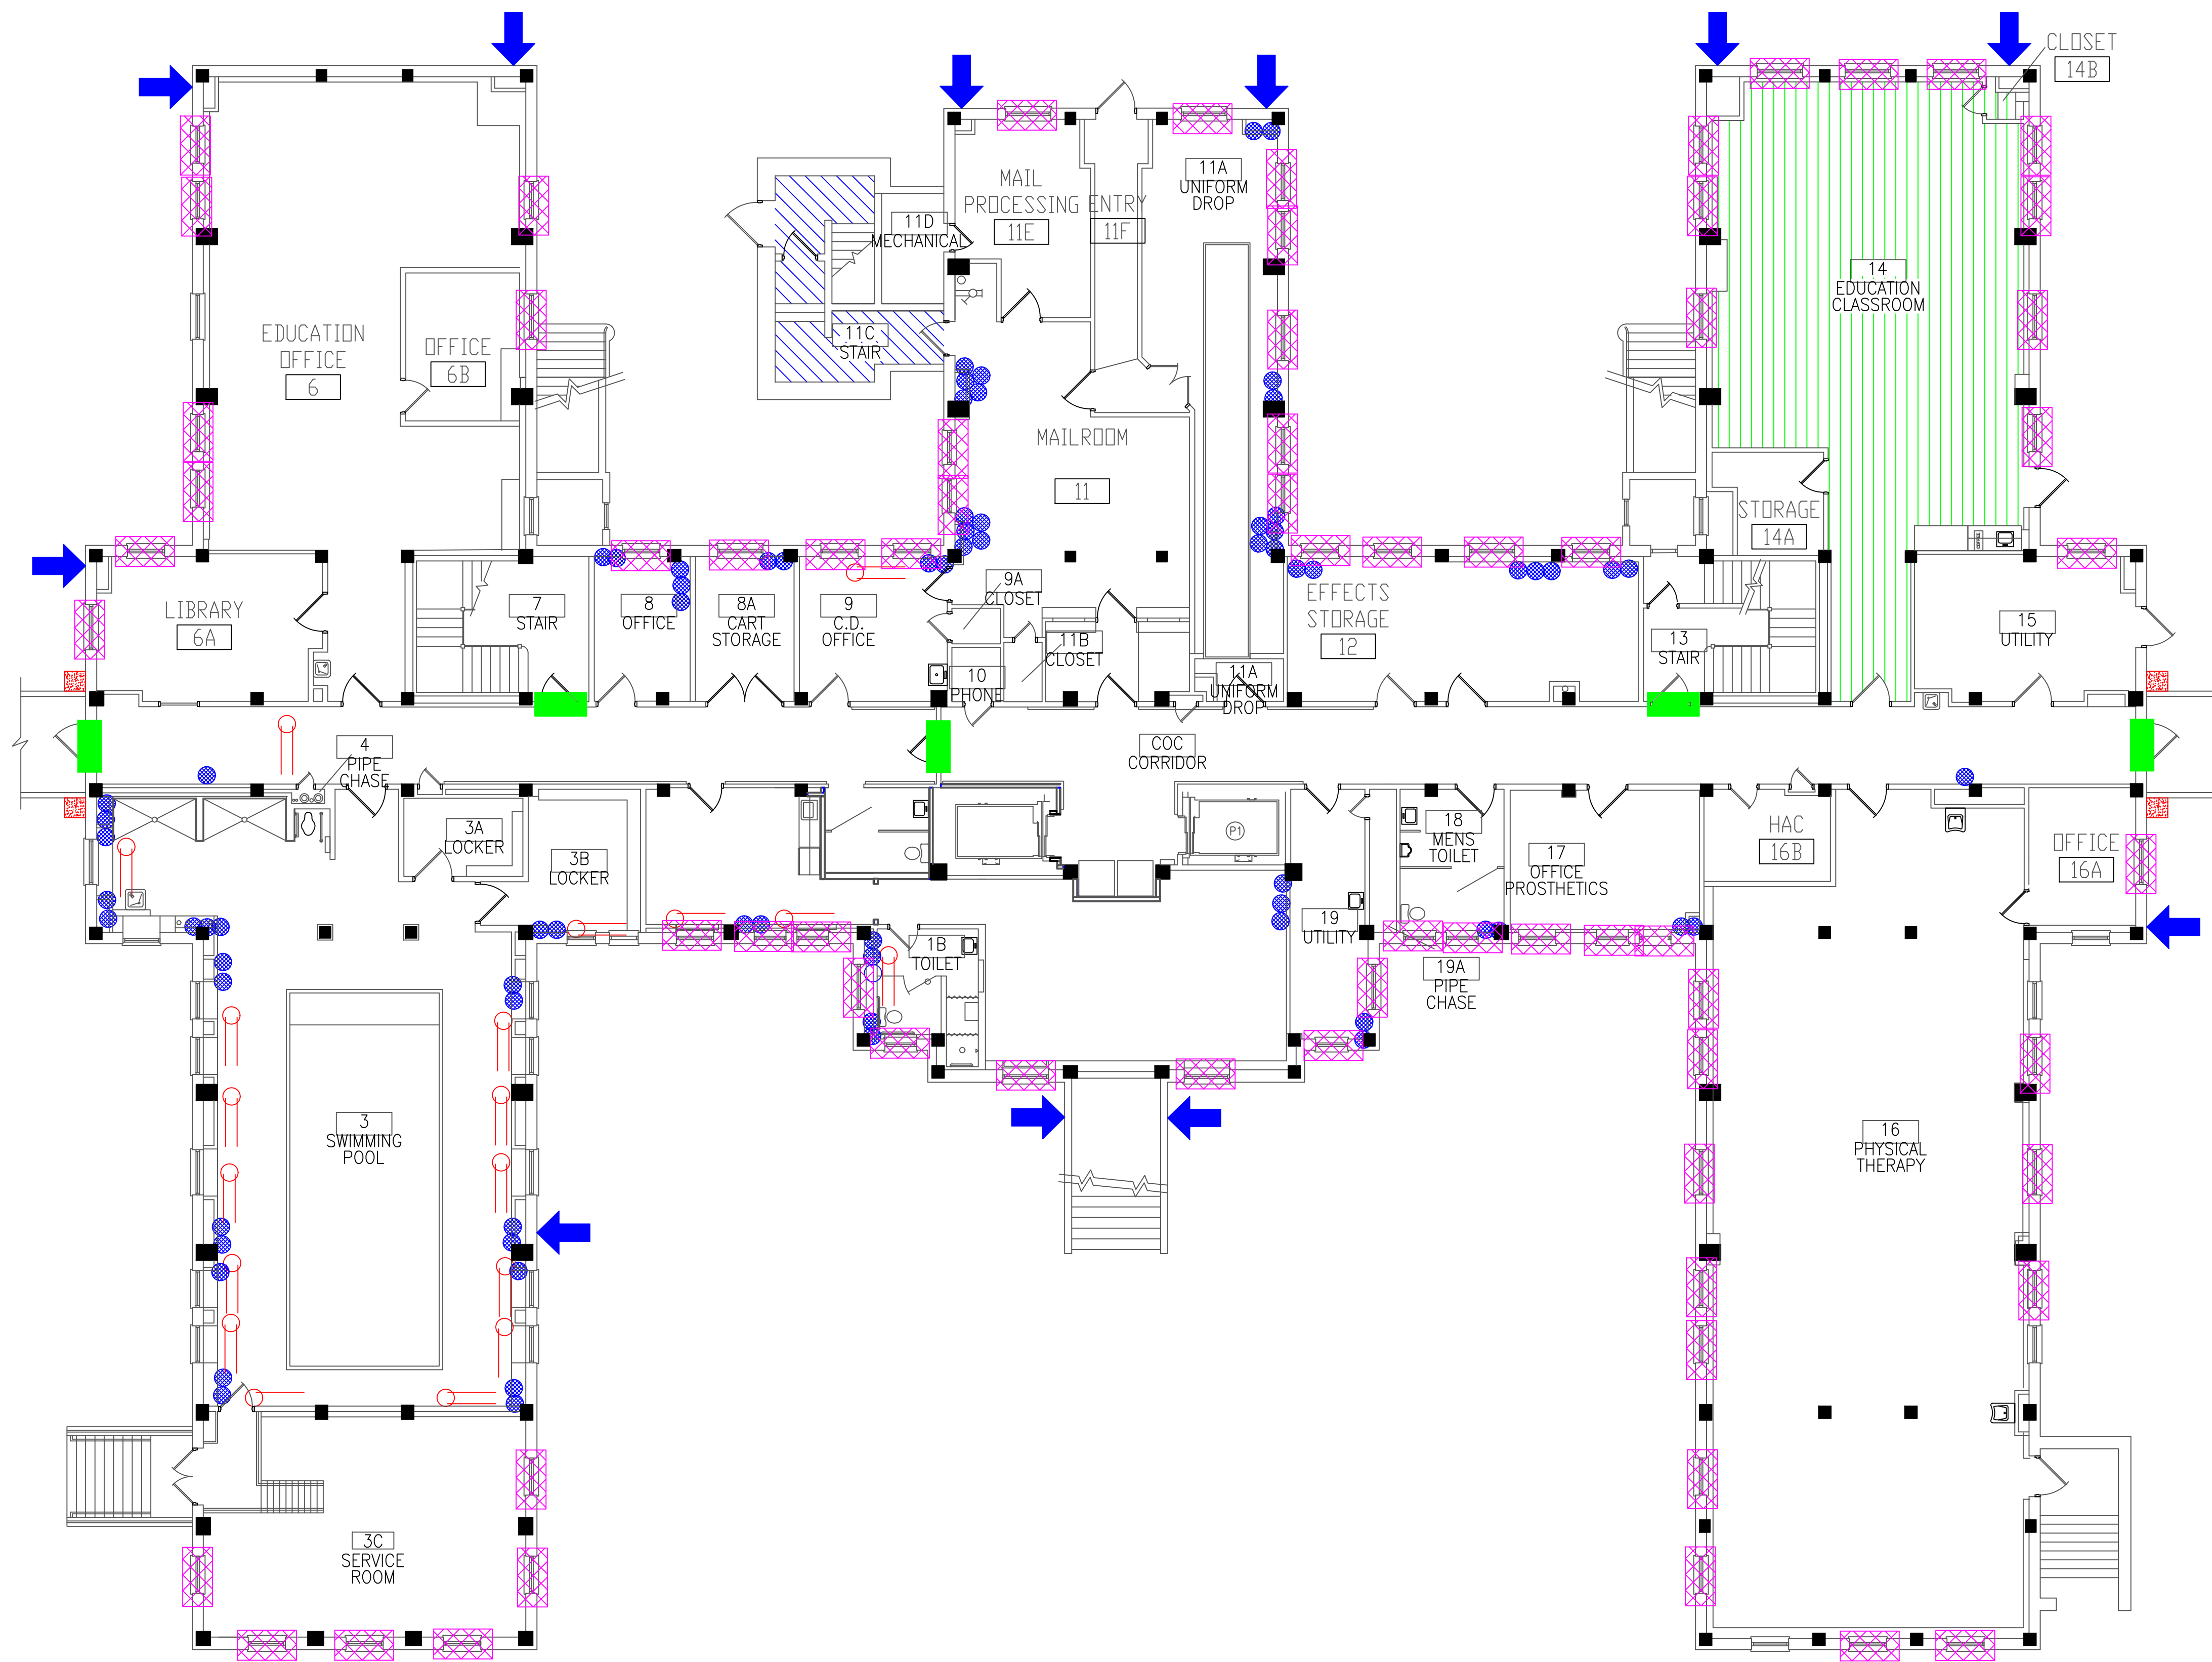 CLOSET
14B
11A
UNIFORM
DROP
MAIL
PROCESSING
11E
ENTRY
11F
11D
MECHANICAL
14
EDUCATION
CLASSROOM
EDUCATION
OFFICE
6
OFFICE
6B
11C
STAIR
MAILROOM
11
STORAGE
14A
LIBRARY
6A
7
STAIR
8
OFFICE
8A
CART
STORAGE
9
C.D.
OFFICE
9A
CLOSET
11B
CLOSET
10
PHONE
11A
UNIFORM
DROP
EFFECTS
STORAGE
12
13
STAIR
15
UTILITY
4
PIPE
CHASE
COC
CORRIDOR
3A
LOCKER
3B
LOCKER
P1
18
MENS
TOILET
17
OFFICE
PROSTHETICS
HAC
16B
OFFICE
16A
1B
TOILET
19
UTILITY
19A
PIPE
CHASE
3
SWIMMING
POOL
16
PHYSICAL
THERAPY
3C
SERVICE
ROOM